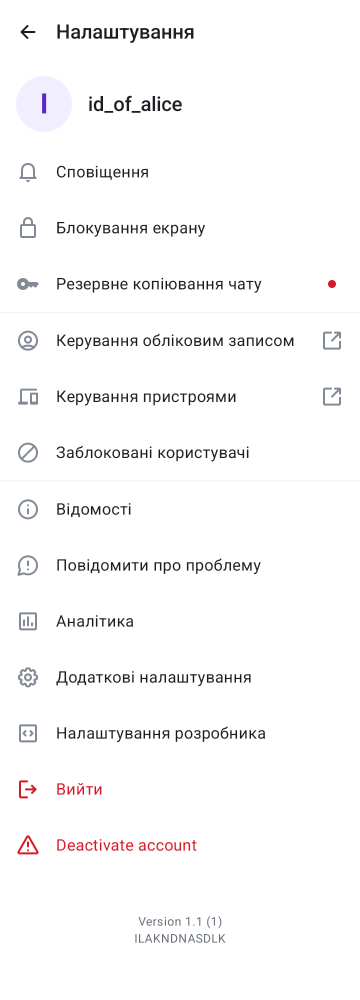 Налаштування
I
id_of_alice
Сповіщення
Блокування екрану
Резервне копіювання чату
Керування обліковим записом
Керування пристроями
Заблоковані користувачі
Відомості
Повідомити про проблему
Аналітика
Додаткові налаштування
Налаштування розробника
Вийти
Deactivate account
Version 1.1 (1)
ILAKNDNASDLK